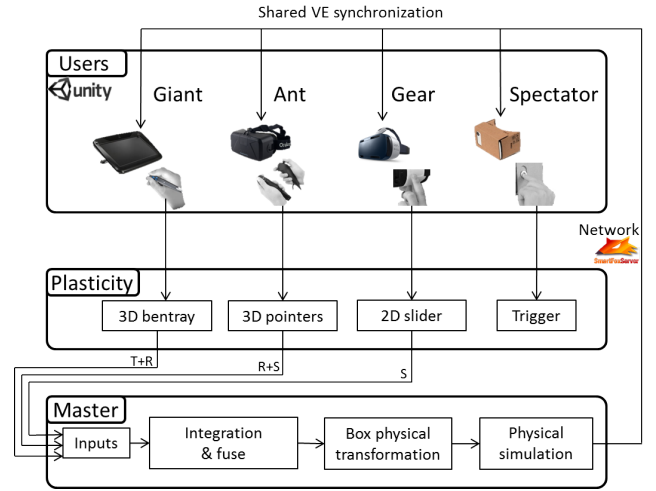 Shared VE synchronization
Users
unity
Giant
Ant
Gear
Spectator
Network
SmartFoxServer
Plasticity
3D bentray
3D pointers
2D slider
Trigger
T+R
R+S
S
Master
Inputs
Integration
& fuse
Box physical
transformation
Physical
simulation